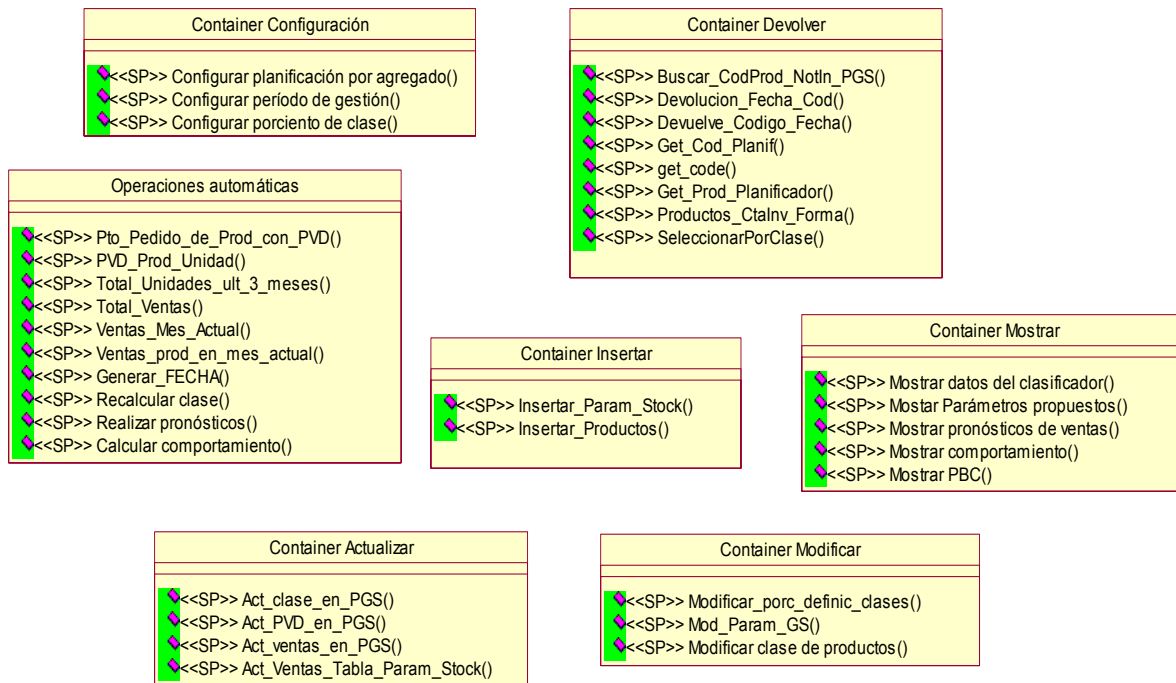 Container Configuración
<<SP>> Configurar planificación por agregado()
<<SP>> Configurar período de gestión()
<<SP>> Configurar porciento de clase()
Container Devolver
<<SP>> Buscar_CodProd_NotIn_PGS()
<<SP>> Devolucion_Fecha_Cod()
<<SP>> Devuelve_Codigo_Fecha()
<<SP>> Get_Cod_Planif()
<<SP>> get_code()
<<SP>> Get_Prod_Planificador()
<<SP>> Productos_CtaInv_Forma()
<<SP>> SeleccionarPorClase()
Operaciones automáticas
<<SP>> Pto_Pedido_de_Prod_con_PVD()
<<SP>> PVD_Prod_Unidad()
<<SP>> Total_Unidades_ult_3_meses()
<<SP>> Total_Ventas()
<<SP>> Ventas_Mes_Actual()
<<SP>> Ventas_prod_en_mes_actual()
<<SP>> Generar_FECHA()
<<SP>> Recalcular clase()
<<SP>> Realizar pronósticos()
<<SP>> Calcular comportamiento()
Container Insertar
<<SP>> Insertar_Param_Stock()
<<SP>> Insertar_Productos()
Container Mostrar
<<SP>> Mostrar datos del clasificador()
<<SP>> Mostar Parámetros propuestos()
<<SP>> Mostrar pronósticos de ventas()
<<SP>> Mostrar comportamiento()
<<SP>> Mostrar PBC()
Container Actualizar
<<SP>> Act_clase_en_PGS()
<<SP>> Act_PVD_en_PGS()
<<SP>> Act_ventas_en_PGS()
<<SP>> Act_Ventas_Tabla_Param_Stock()
Container Modificar
<<SP>> Modificar_porc_definic_clases()
<<SP>> Mod_Param_GS()
<<SP>> Modificar clase de productos()